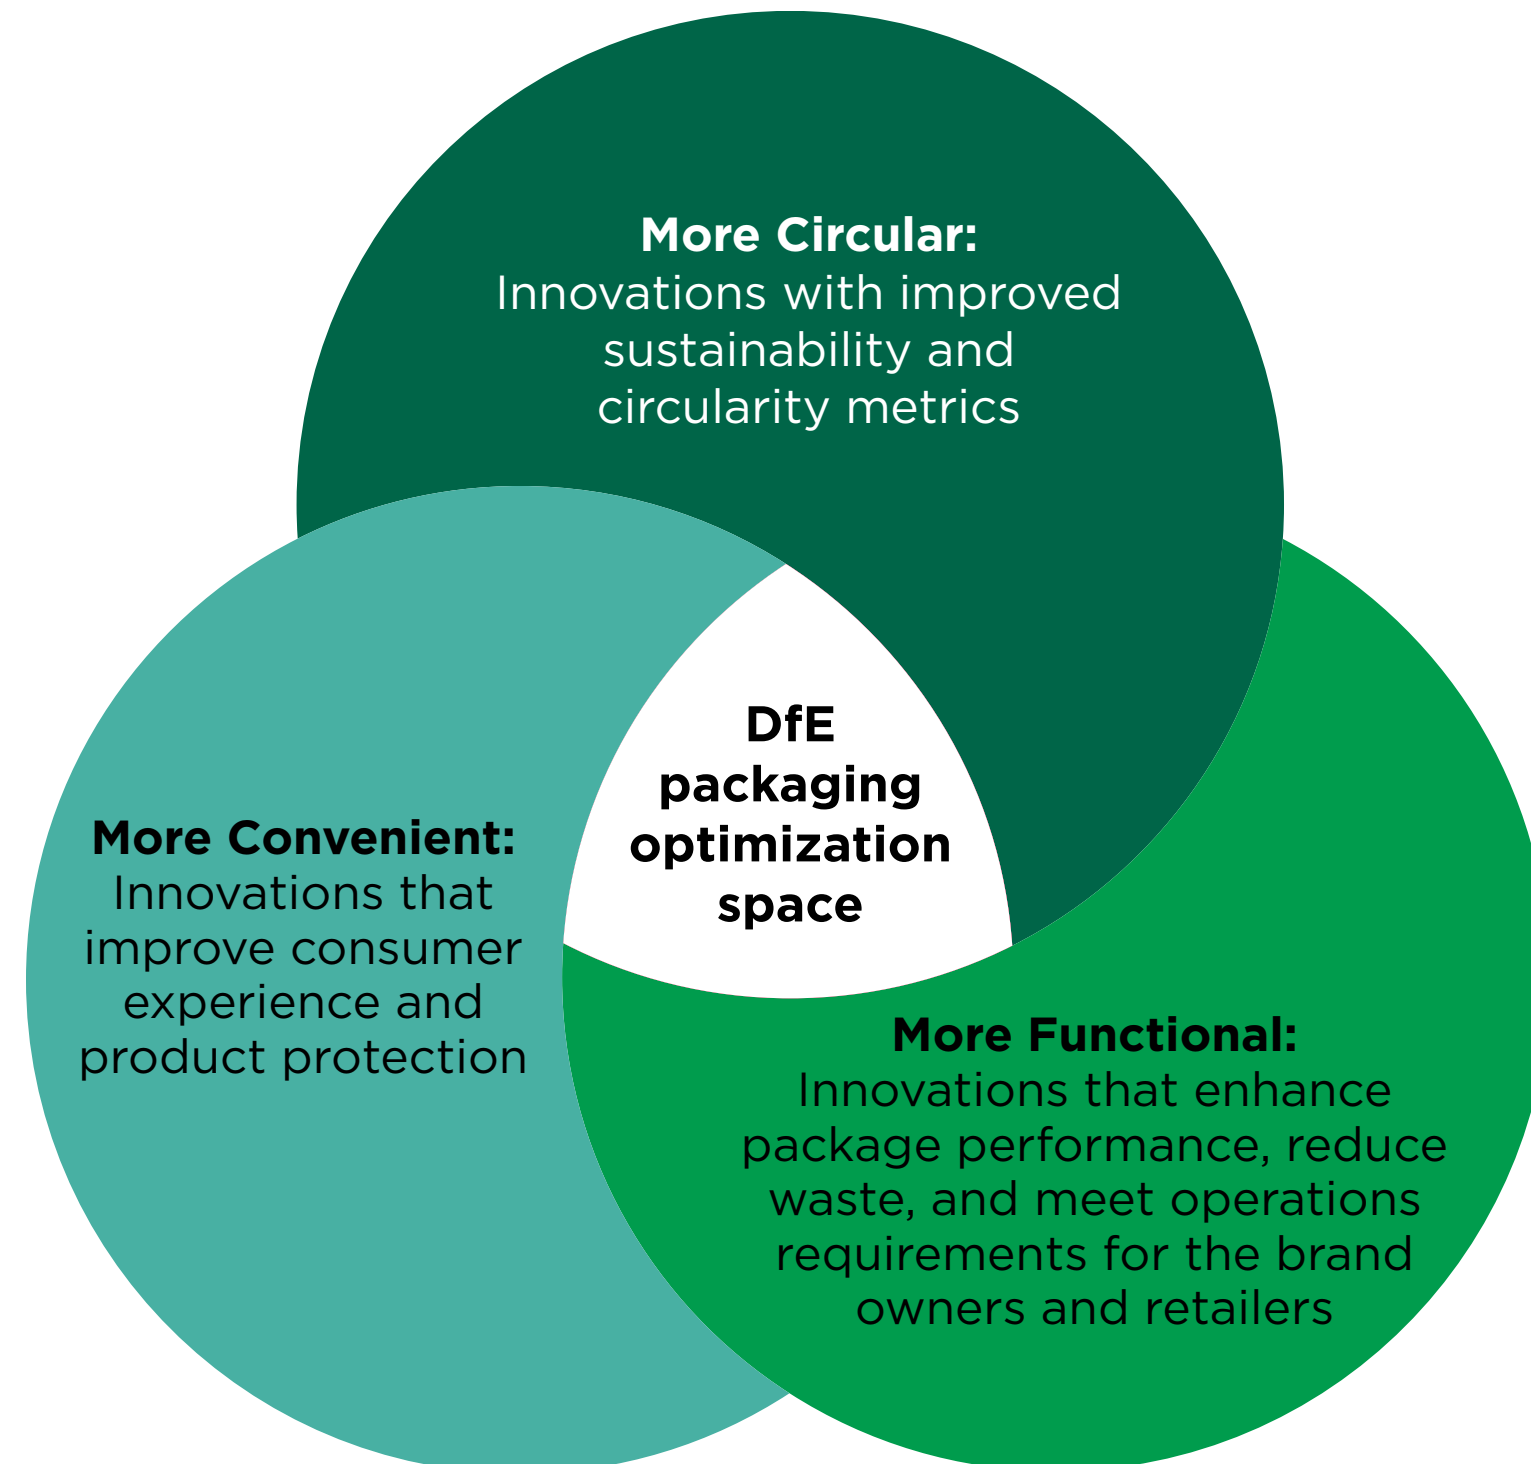 More Circular:
Innovations with improved
sustainability and
circularity metrics
DfE
packaging
optimization
space
More Convenient:
Innovations that
improve consumer
experience and
product protection
More Functional:
Innovations that enhance
package performance, reduce
waste, and meet operations
requirements for the brand
owners and retailers